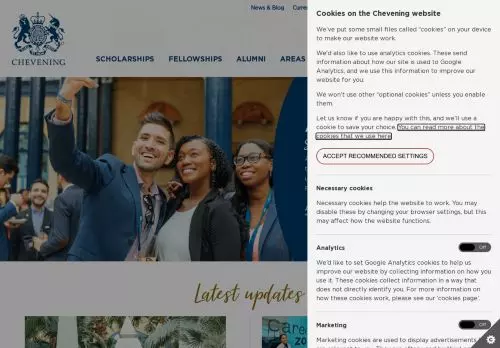 News & Blog
CHEVENING
SCHOLARSHIPS FELLOWSHIPS ALUMNI AREAS
Latest updates
Cookies on the Chevening website
We've put some small files called "cookies" on your device
to make our website work.
We'd also like to use analytics cookies. These send
information about how our site is used to Google
Analytics, and we use this information to improve our
website for you.
We won't use other "optional cookies" unless you enable
them.
Let us know if you are happy with this, and we'll use a
cookie to save your choice. You can read more about the
cookies that we use here.
ACCEPT RECOMMENDED SETTINGS
Necessary cookies
Necessary cookies help the website to work. You may
disable these by changing your browser settings, but this
may affect how the website functions.
Analytics Off
We'd like to set Google Analytics cookies to help us
improve our website by collecting information on how you
use it. These cookies collect information in a way that
does not directly identify you. For more information on
how these cookies work, please see our 'cookies page'.
Marketing Off
Marketing cookies are used to display advertisements